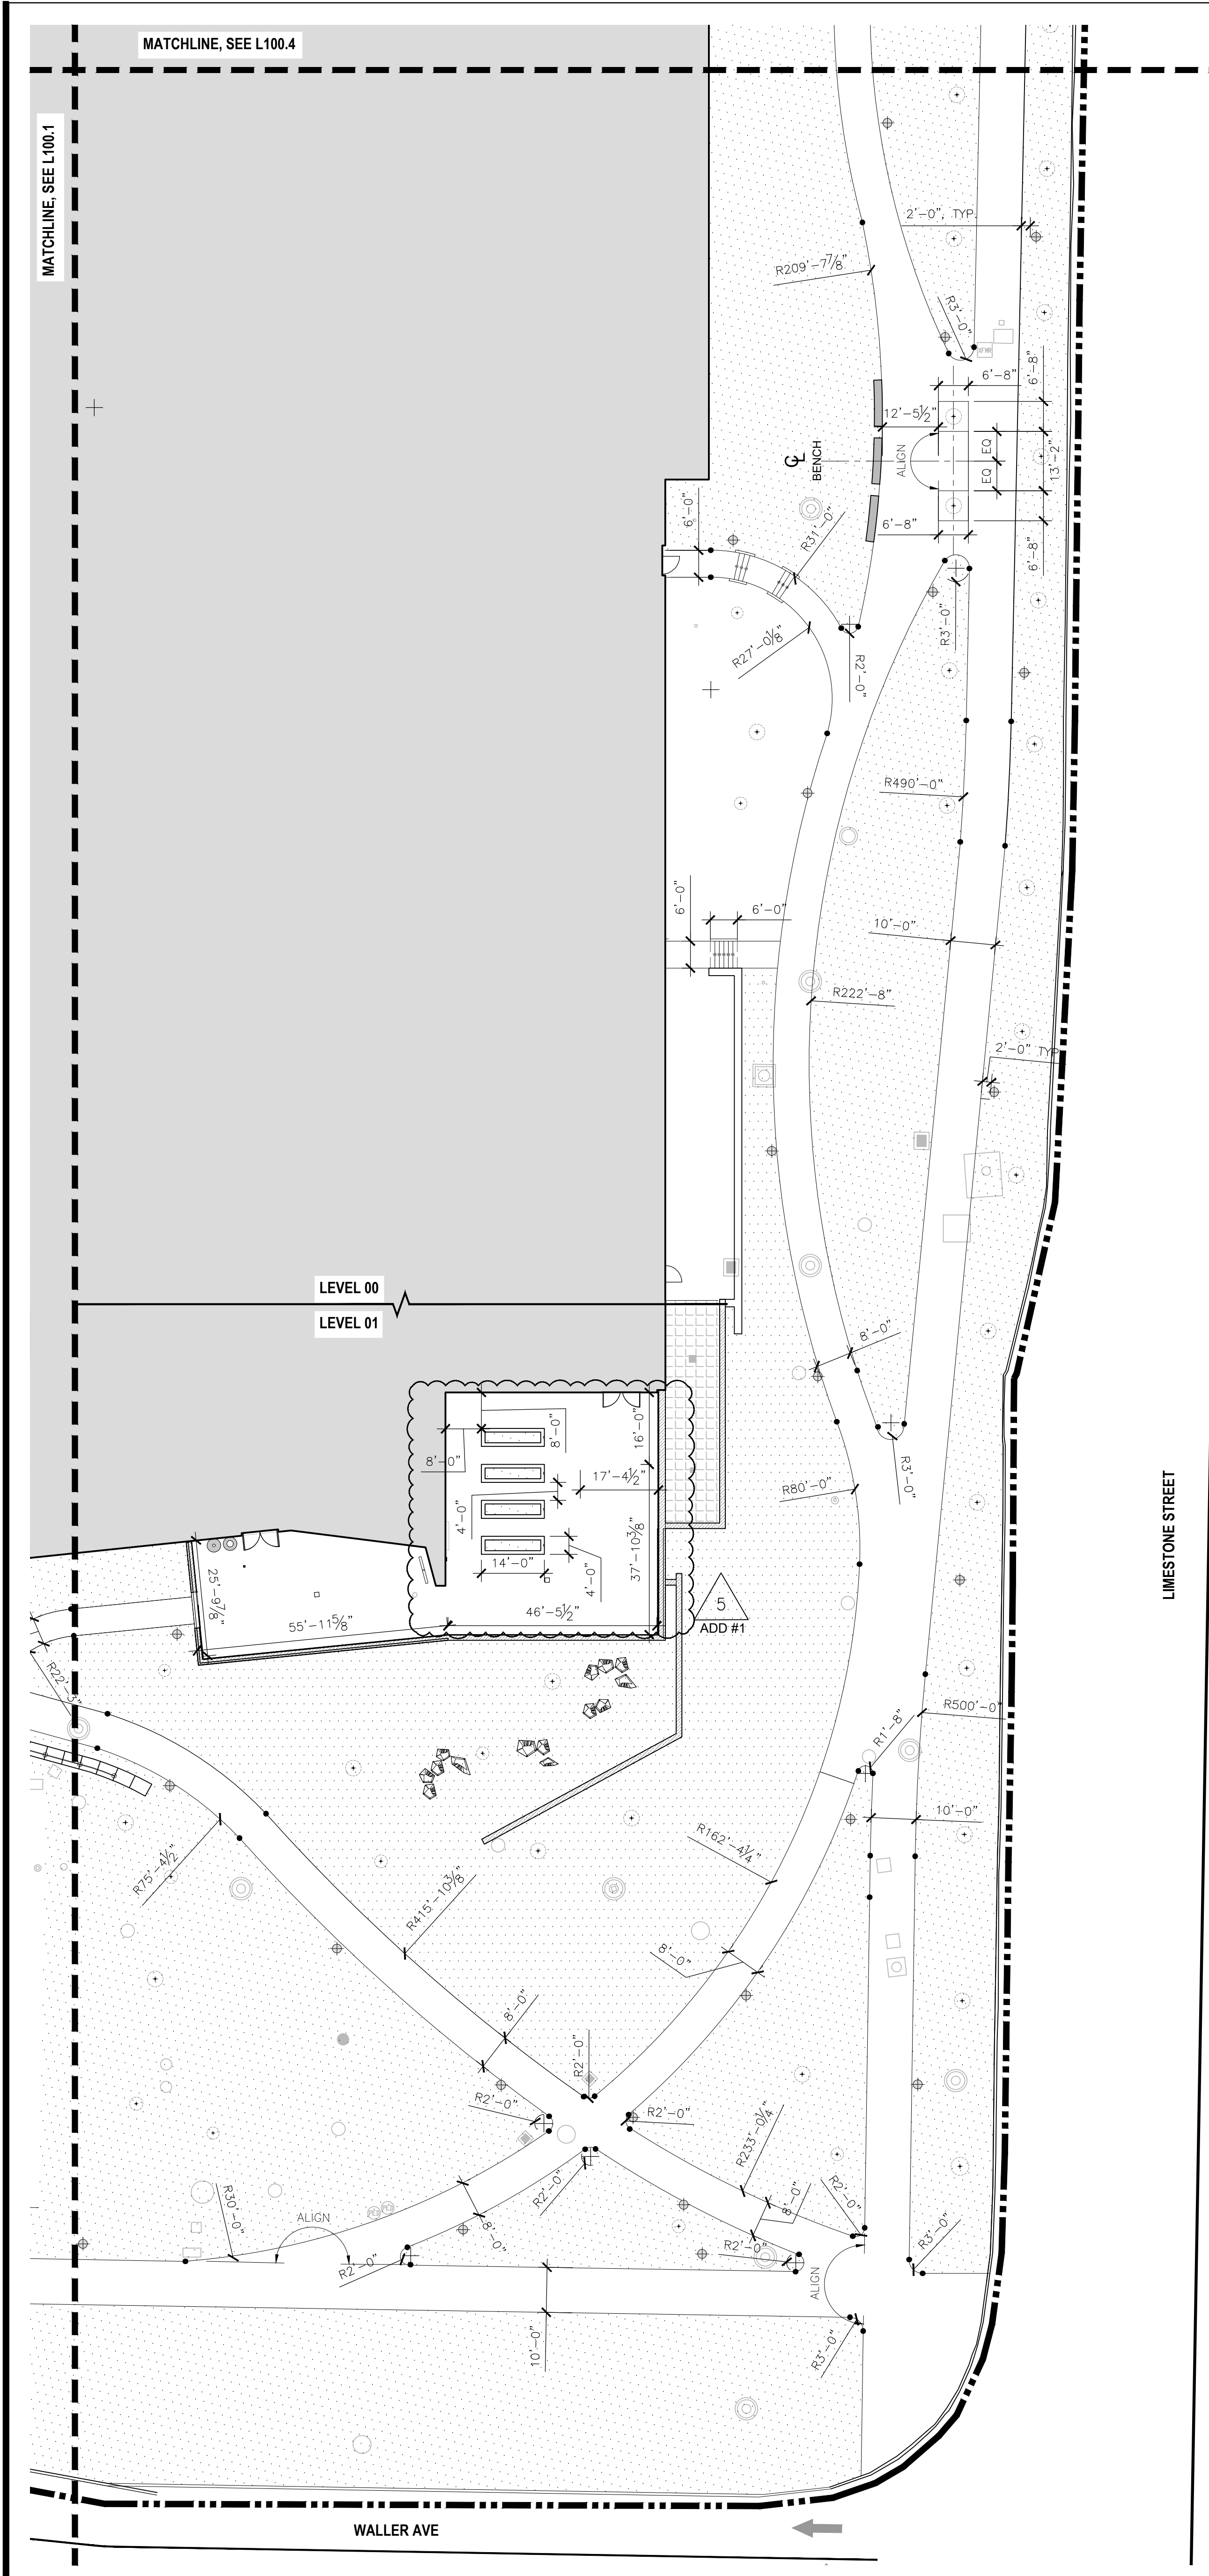 MATCHLINE, SEE L100.4
MATCHLINE, SEE L100.1
2'-0", TYP.
R209'-7⅞"
R3'-0"
AFMR
6'-8"
6'-8"
12'-5½"
℄
BENCH
ALIGN
EQ
EQ
13'-2"
6'-0"
R31'-0"
6'-8"
6'-8"
R27'-0⅛"
R2'-0"
R3'-0"
R490'-0"
6'-0"
6'-0"
10'-0"
R222'-8"
2'-0" TYP.
LEVEL 00
LEVEL 01
8'-0"
8'-0"
8'-0"
16'-0"
17'-4½"
4'-0"
37'-10⅜"
14'-0"
4'-0"
46'-5½"
R80'-0"
R3'-0"
LIMESTONE STREET
25'-9⅞"
55'-11⅝"
5
ADD #1
R22'-3"
R500'-0"
R1'-8"
10'-0"
R75'-4½"
R415'-10⅜"
R162'-4¼"
8'-0"
8'-0"
R2'-0"
R2'-0"
R2'-0"
R233'-0¼"
R2'-0"
8'-0"
R2'-0"
R30'-0"
ALIGN
8'-0"
R2'-0"
R2'-0"
ALIGN
R3'-0"
10'-0"
R3'-0"
WALLER AVE